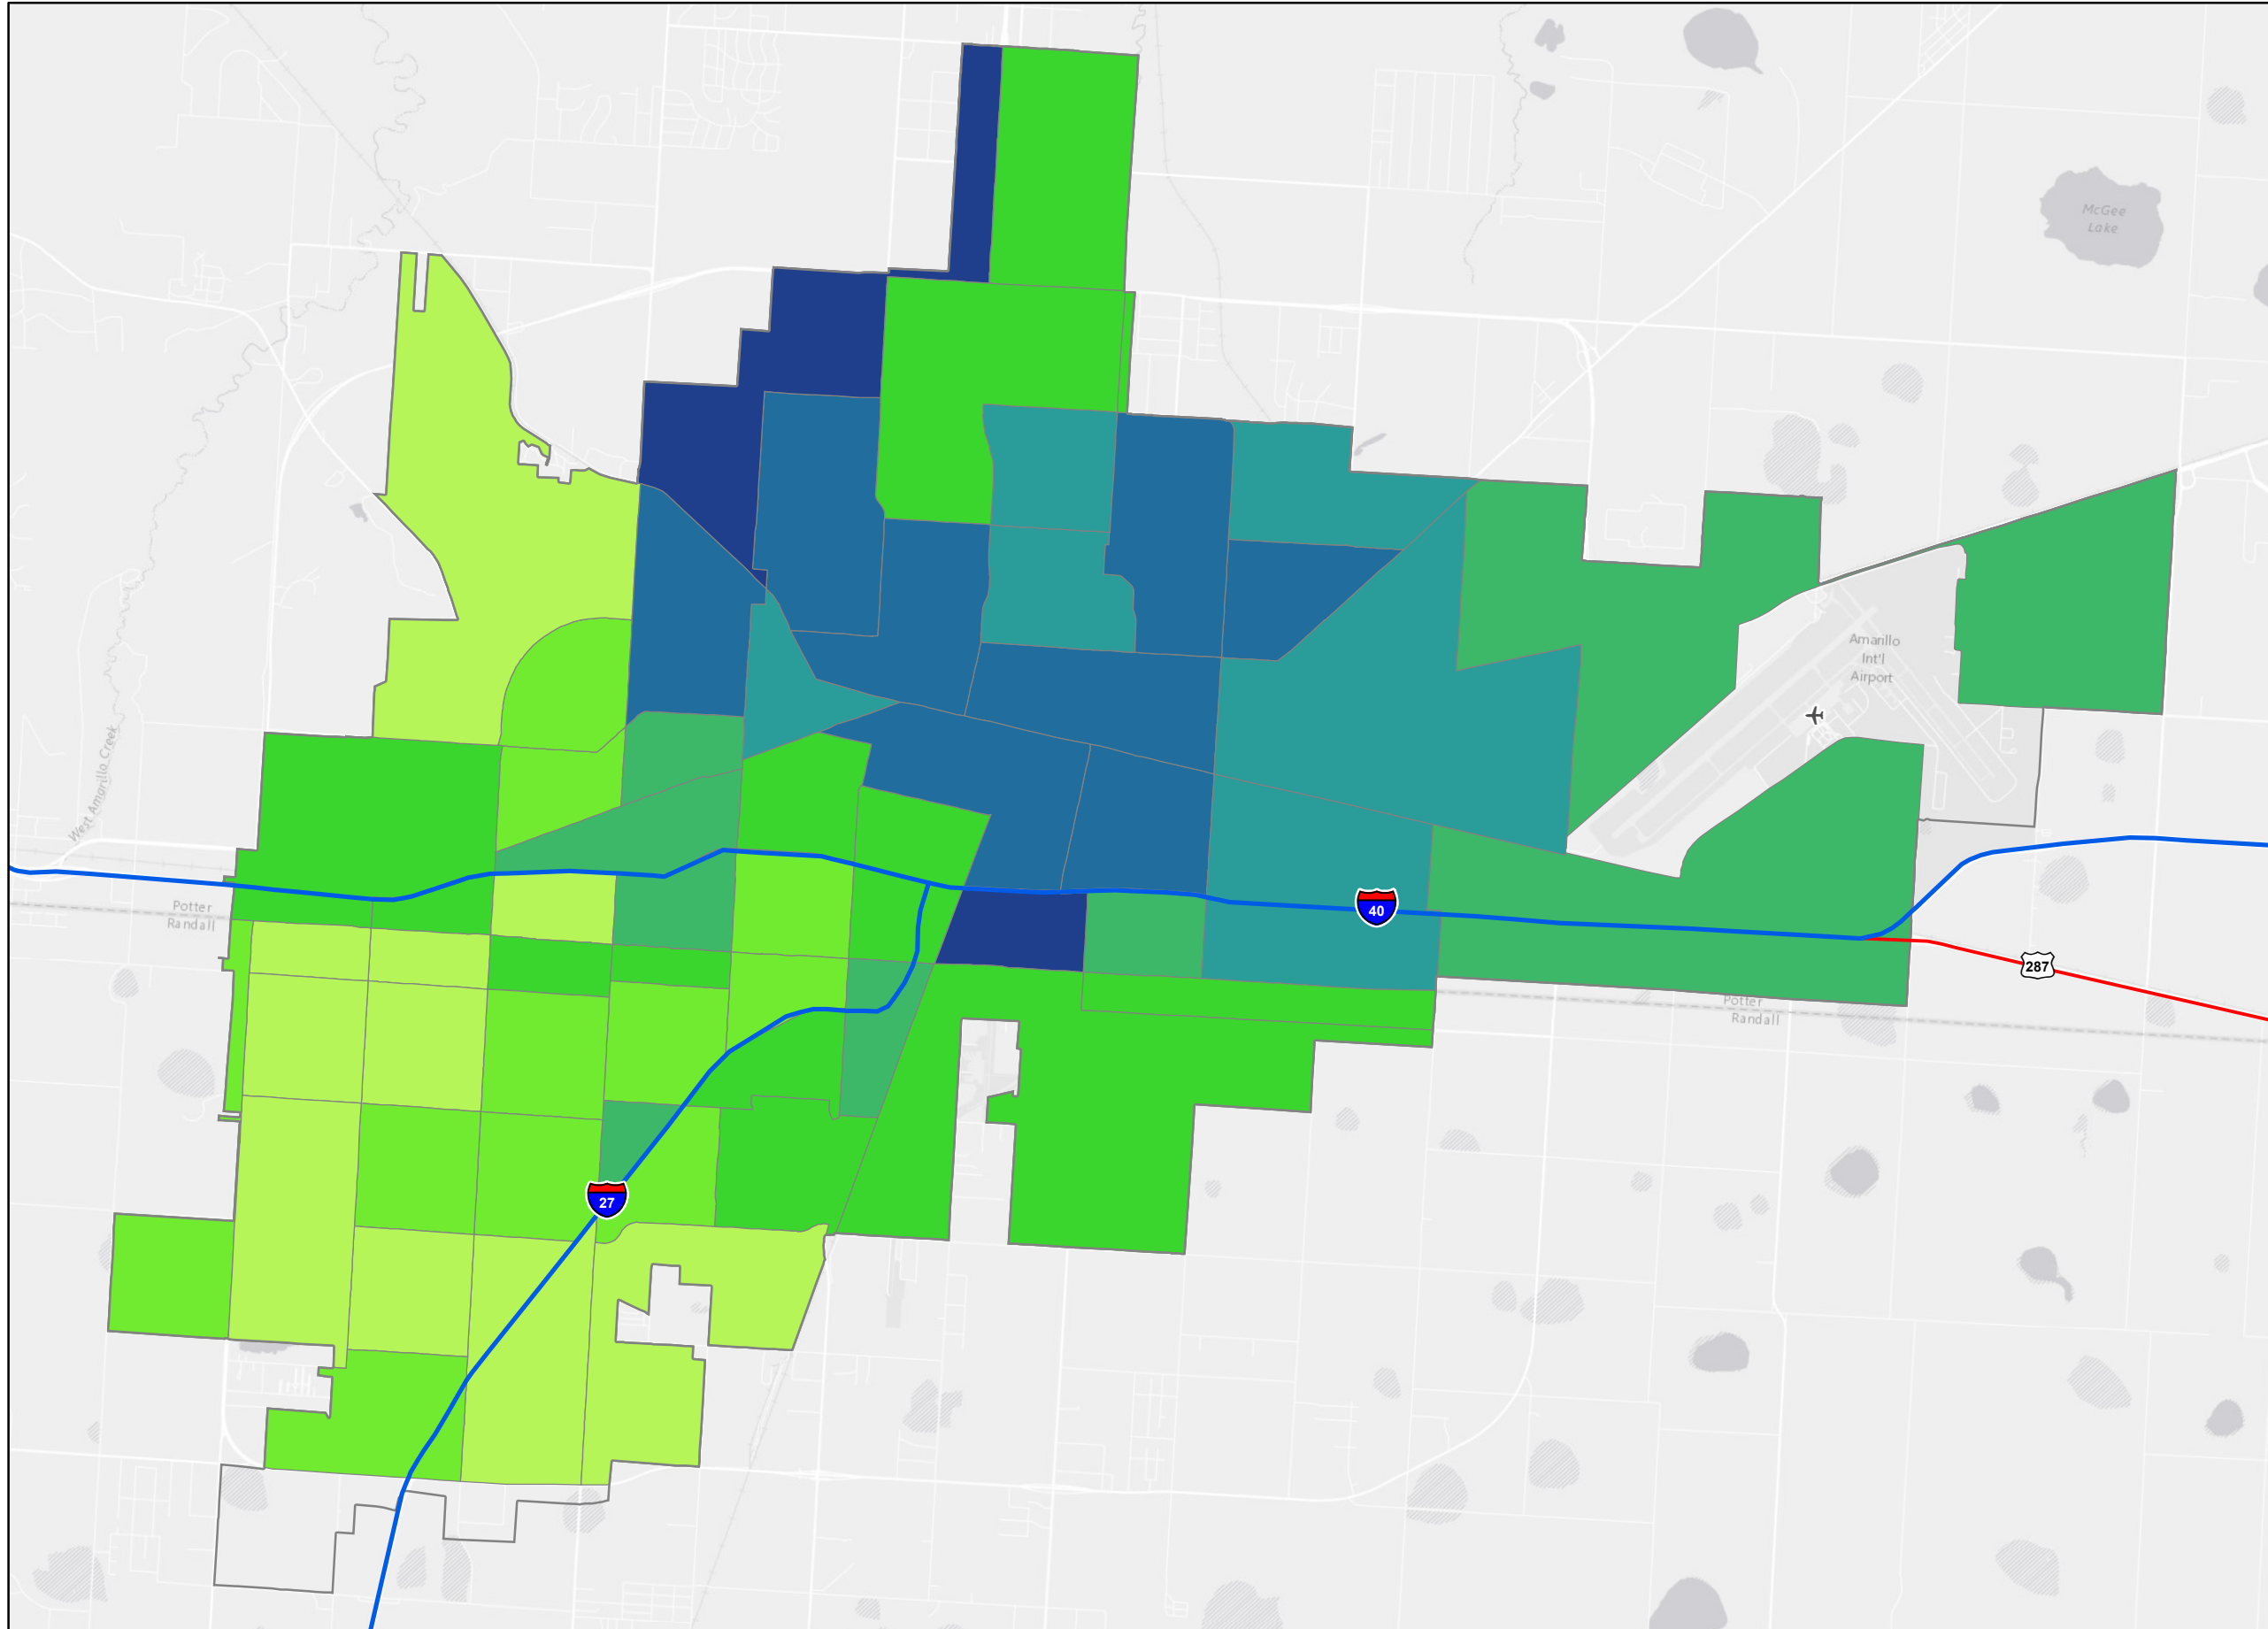 McGee
Lake
Amarillo
Int'l
Airport
West Amarillo Creek
Potter
Randall
40
287
Potter
Randall
27